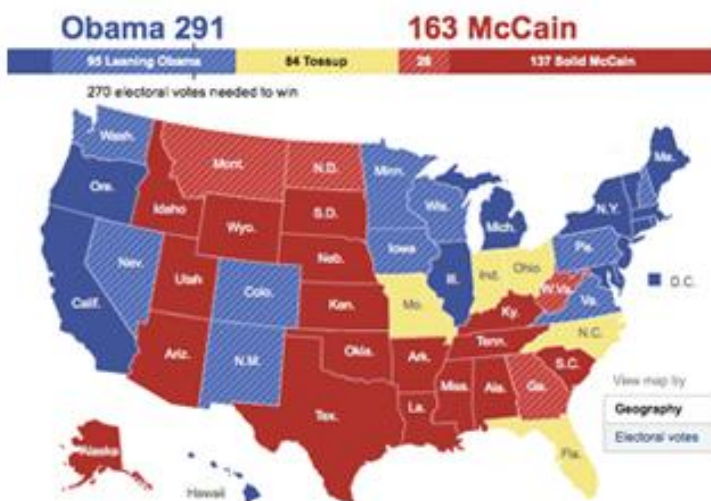 Obama 291 163 McCain
95 Leaning Obama 84 Tossup 26 137 Solid McCain
270 electoral votes needed to win
Wash. Mont. N.D. Minn. Me.
Ore. Idaho S.D. Wis. Mich. N.Y.
Wyo.
Nev. Utah Neb. Iowa Ill. Ind. Ohio Pa. D.C.
Calif. Colo. Kan. Mo. Ky. W.Va. Va.
Ariz. N.M. Okla. Ark. Tenn. N.C.
Tex. La. Miss. Ala. Ga. S.C.
View map by
Geography
Electoral votes
Alaska
Hawaii
Fla.